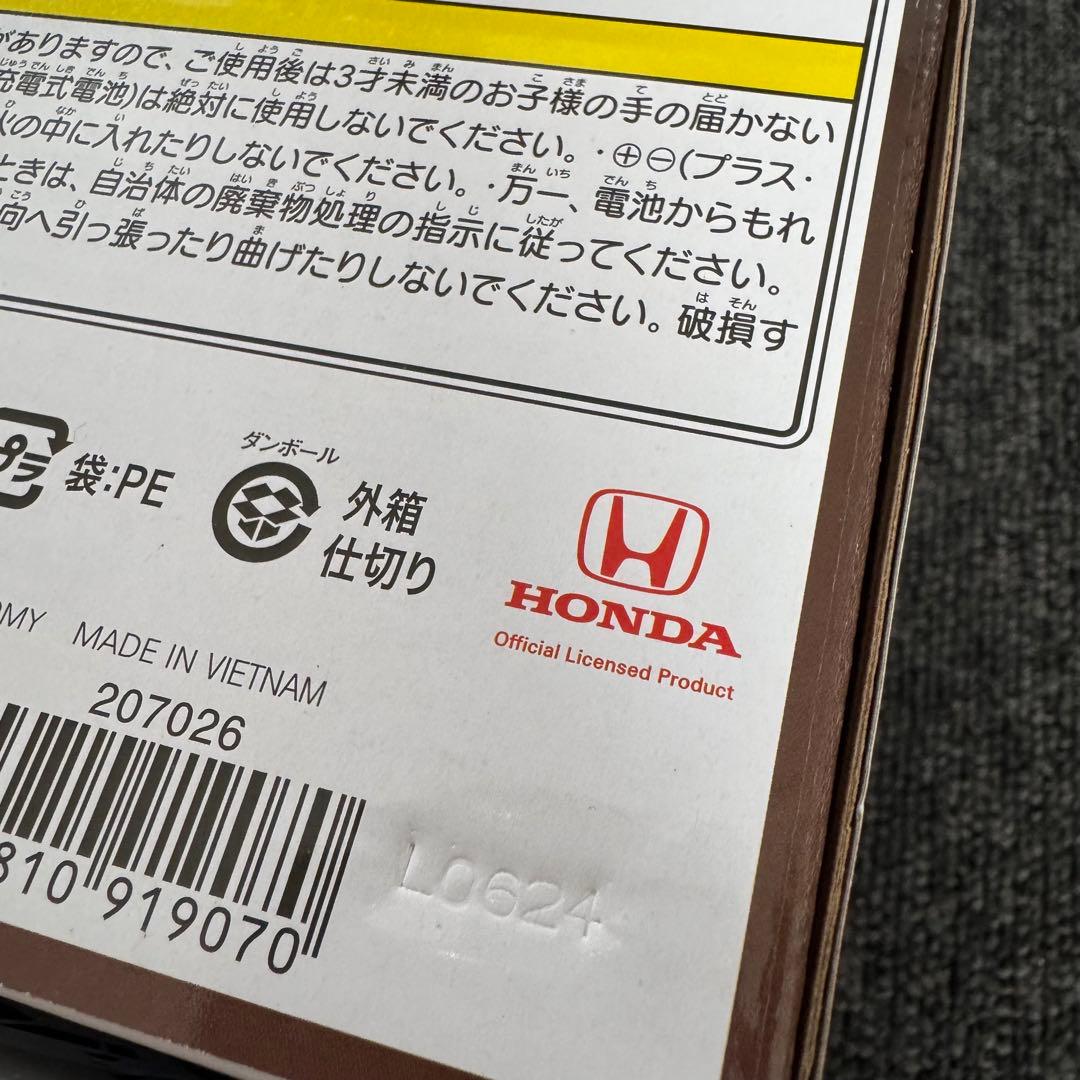 がありますので、ご使用後は3才未満のお子様の手の届かない
充電式電池)は絶対に使用しないでください。・⊕⊖(プラス・
火の中に入れたりしないでください。・万一、電池からもれ
ときは、自治体の廃棄物処理の指示に従ってください。
向へ引っ張ったり曲げたりしないでください。破損す
プラ 袋:PE
ダンボール
外箱
仕切り
HONDA
Official Licensed Product
OMY MADE IN VIETNAM
207026
810 919070
L0624